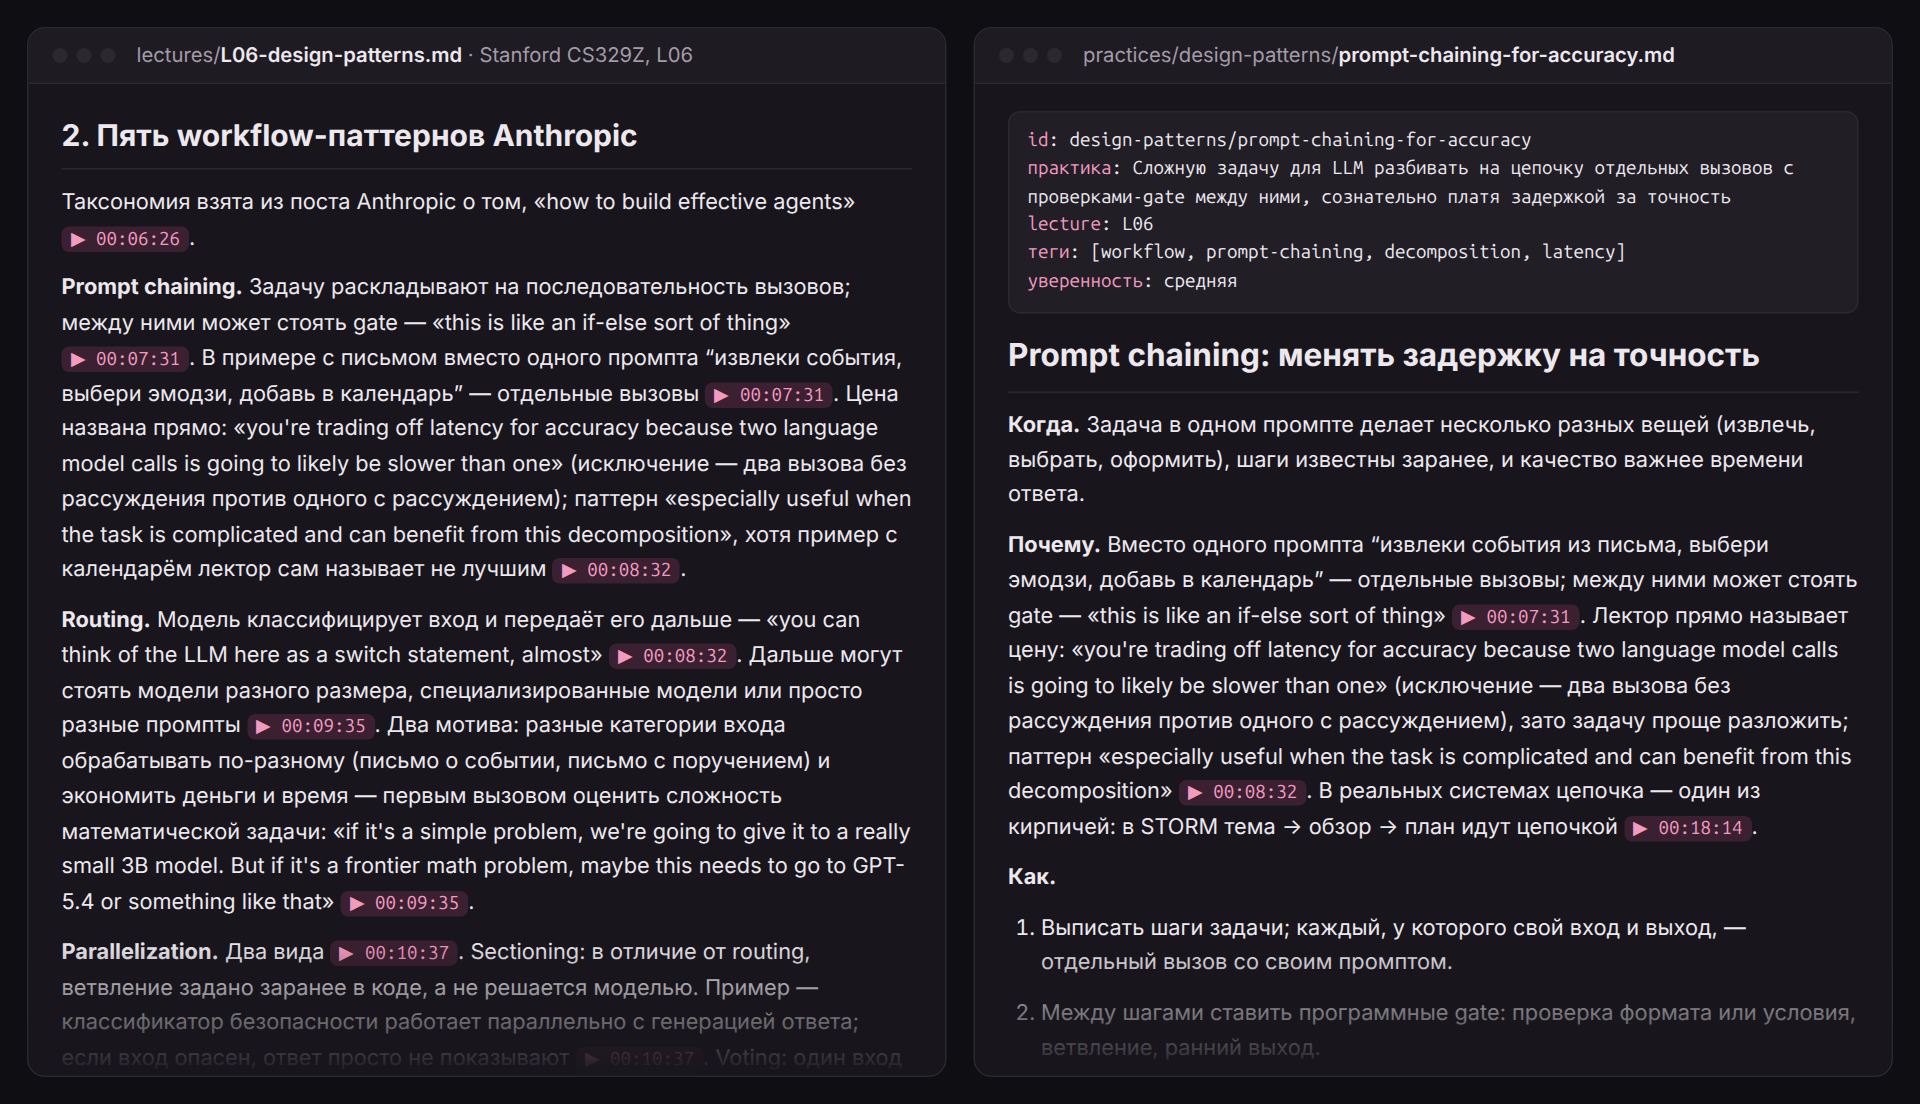 lectures/L06-design-patterns.md · Stanford CS329Z, L06
2. Пять workflow-паттернов Anthropic
Таксономия взята из поста Anthropic о том, «how to build effective agents»
▶ 00:06:26.
Prompt chaining. Задачу раскладывают на последовательность вызовов;
между ними может стоять gate — «this is like an if-else sort of thing»
▶ 00:07:31. В примере с письмом вместо одного промпта “извлеки события,
выбери эмодзи, добавь в календарь” — отдельные вызовы ▶ 00:07:31. Цена
названа прямо: «you're trading off latency for accuracy because two language
model calls is going to likely be slower than one» (исключение — два вызова без
рассуждения против одного с рассуждением); паттерн «especially useful when
the task is complicated and can benefit from this decomposition», хотя пример с
календарём лектор сам называет не лучшим ▶ 00:08:32.
Routing. Модель классифицирует вход и передаёт его дальше — «you can
think of the LLM here as a switch statement, almost» ▶ 00:08:32. Дальше могут
стоять модели разного размера, специализированные модели или просто
разные промпты ▶ 00:09:35. Два мотива: разные категории входа
обрабатывать по-разному (письмо о событии, письмо с поручением) и
экономить деньги и время — первым вызовом оценить сложность
математической задачи: «if it's a simple problem, we're going to give it to a really
small 3B model. But if it's a frontier math problem, maybe this needs to go to GPT-
5.4 or something like that» ▶ 00:09:35.
Parallelization. Два вида ▶ 00:10:37. Sectioning: в отличие от routing,
ветвление задано заранее в коде, а не решается моделью. Пример —
классификатор безопасности работает параллельно с генерацией ответа;
если вход опасен, ответ просто не показывают ▶ 00:10:37. Voting: один вход
practices/design-patterns/prompt-chaining-for-accuracy.md
id: design-patterns/prompt-chaining-for-accuracy
практика: Сложную задачу для LLM разбивать на цепочку отдельных вызовов с
проверками-gate между ними, сознательно платя задержкой за точность
lecture: L06
теги: [workflow, prompt-chaining, decomposition, latency]
уверенность: средняя
Prompt chaining: менять задержку на точность
Когда. Задача в одном промпте делает несколько разных вещей (извлечь,
выбрать, оформить), шаги известны заранее, и качество важнее времени
ответа.
Почему. Вместо одного промпта “извлеки события из письма, выбери
эмодзи, добавь в календарь” — отдельные вызовы; между ними может стоять
gate — «this is like an if-else sort of thing» ▶ 00:07:31. Лектор прямо называет
цену: «you're trading off latency for accuracy because two language model calls
is going to likely be slower than one» (исключение — два вызова без
рассуждения против одного с рассуждением), зато задачу проще разложить;
паттерн «especially useful when the task is complicated and can benefit from this
decomposition» ▶ 00:08:32. В реальных системах цепочка — один из
кирпичей: в STORM тема → обзор → план идут цепочкой ▶ 00:18:14.
Как.
1. Выписать шаги задачи; каждый, у которого свой вход и выход, —
отдельный вызов со своим промптом.
2. Между шагами ставить программные gate: проверка формата или условия,
ветвление, ранний выход.